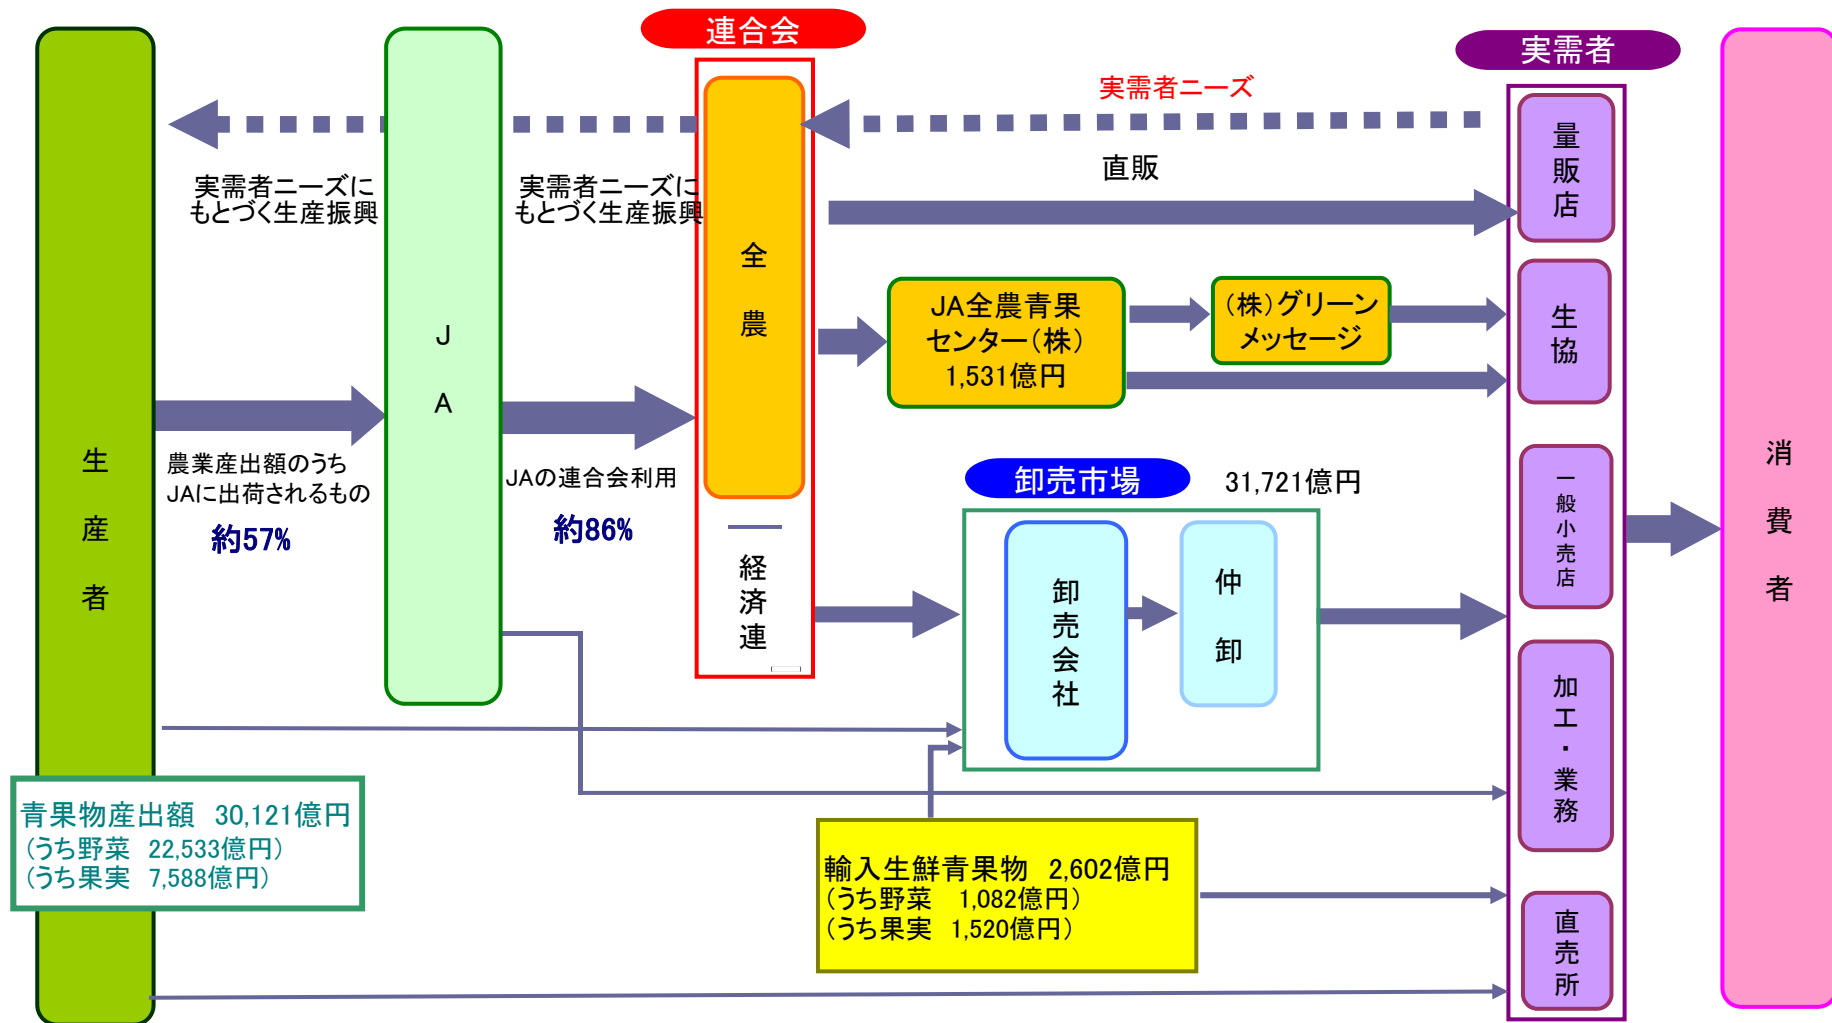 連合会
実需者
実需者ニーズ
直販
実需者ニーズに
もとづく生産振興
実需者ニーズに
もとづく生産振興
生産者
JA
全農
経済連
農業産出額のうち
JAに出荷されるもの
約57%
JAの連合会利用
約86%
JA全農青果
センター(株)
1,531億円
(株)グリーン
メッセージ
卸売市場
31,721億円
卸売会社
仲卸
量販店
生協
一般小売店
加工・業務
直売所
消費者
青果物産出額 30,121億円
(うち野菜 22,533億円)
(うち果実 7,588億円)
輸入生鮮青果物 2,602億円
(うち野菜 1,082億円)
(うち果実 1,520億円)